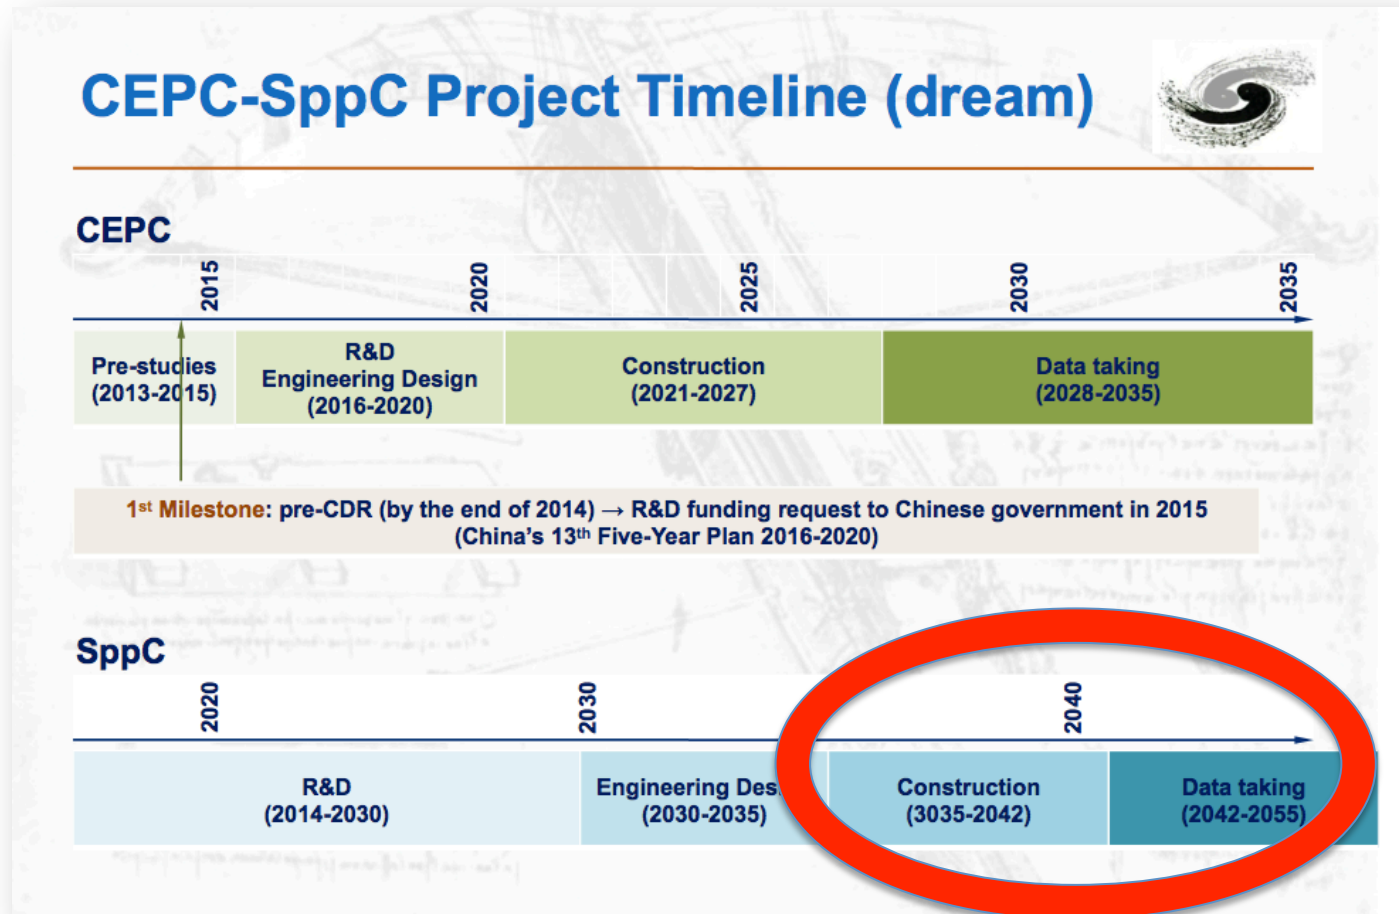 CEPC-SppC Project Timeline (dream)
CEPC
2015 2020 2025 2030 2035
Pre-studies
(2013-2015)
R&D
Engineering Design
(2016-2020)
Construction
(2021-2027)
Data taking
(2028-2035)
1st Milestone: pre-CDR (by the end of 2014) → R&D funding request to Chinese government in 2015
(China's 13th Five-Year Plan 2016-2020)
SppC
2020 2030 2040
R&D
(2014-2030)
Engineering Des
(2030-2035)
Construction
(3035-2042)
Data taking
(2042-2055)